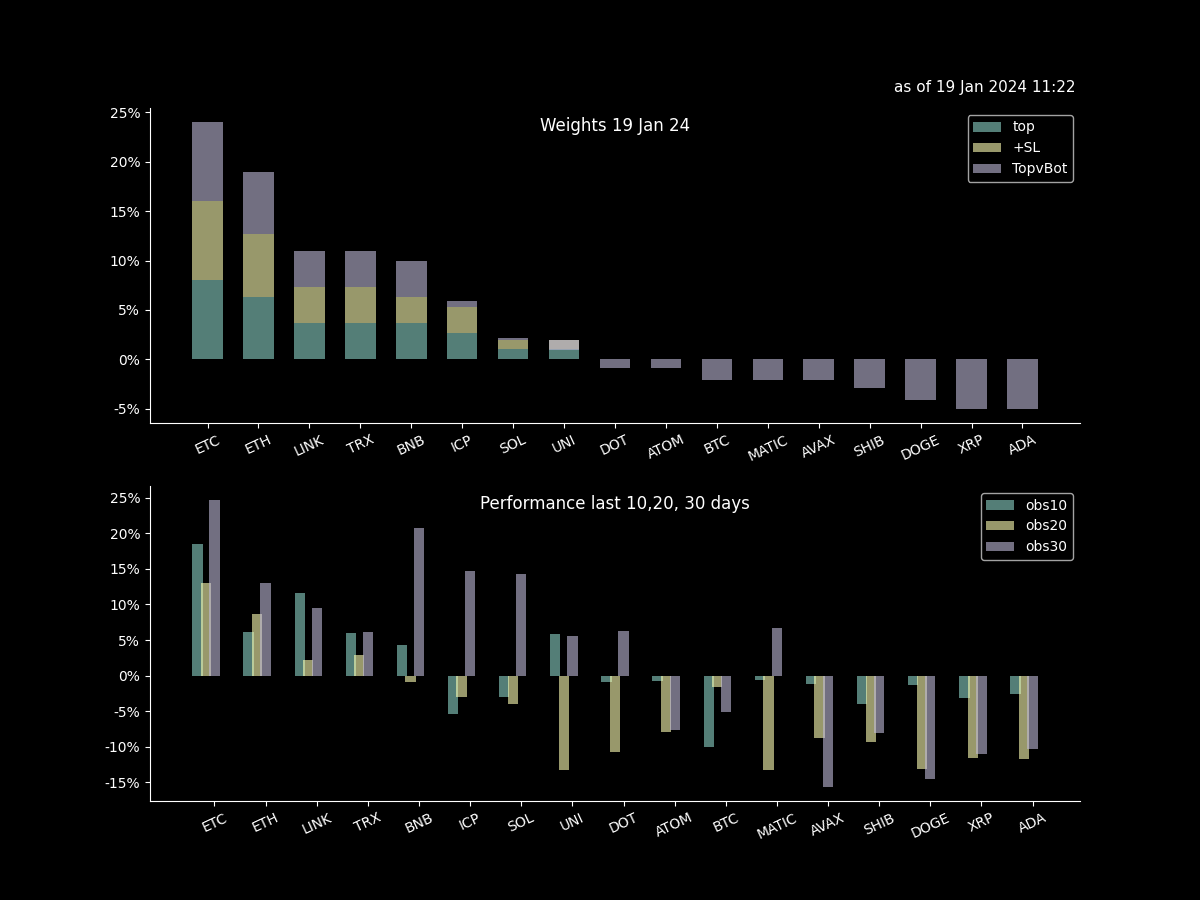 as of 19 Jan 2024 11:22
Weights 19 Jan 24
25%
20%
15%
10%
5%
0%
-5%
top
+SL
TopvBot
ETC ETH LINK TRX BNB ICP SOL UNI DOT ATOM BTC MATIC AVAX SHIB DOGE XRP ADA
Performance last 10,20, 30 days
25%
20%
15%
10%
5%
0%
-5%
-10%
-15%
obs10
obs20
obs30
ETC ETH LINK TRX BNB ICP SOL UNI DOT ATOM BTC MATIC AVAX SHIB DOGE XRP ADA